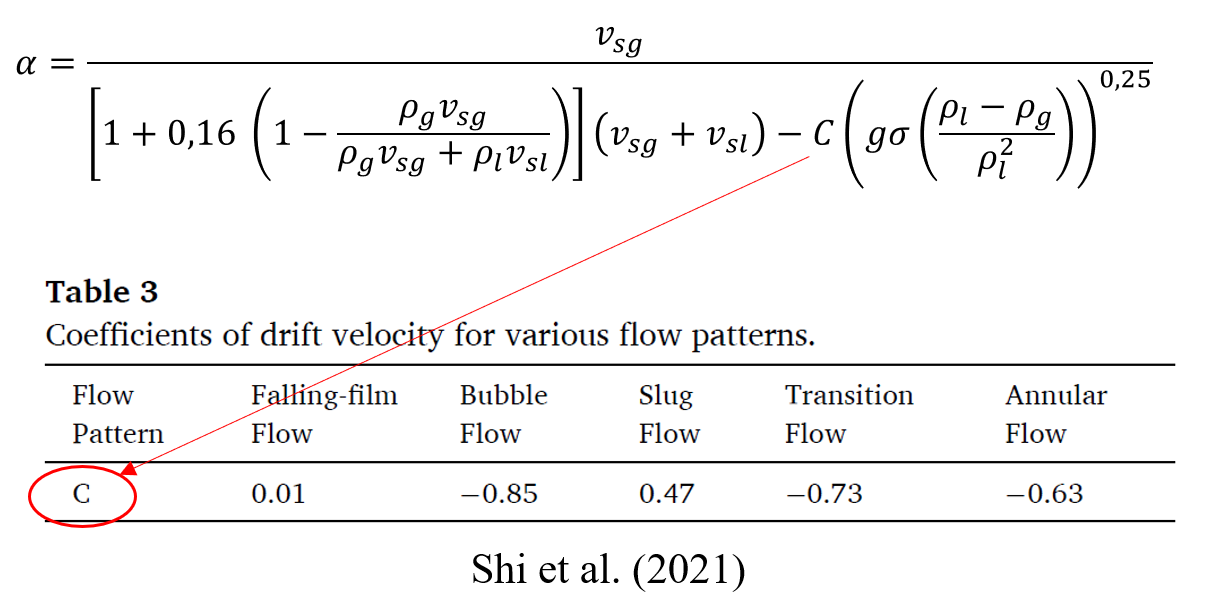 α = v_sg / [1 + 0,16 (1 − ρ_g v_sg / (ρ_g v_sg + ρ_l v_sl))] (v_sg + v_sl) − C (gσ ((ρ_l − ρ_g) / ρ_l^2))^0,25
Table 3
Coefficients of drift velocity for various flow patterns.
Flow Pattern Falling-film Flow Bubble Flow Slug Flow Transition Flow Annular Flow
C 0.01 −0.85 0.47 −0.73 −0.63
Shi et al. (2021)